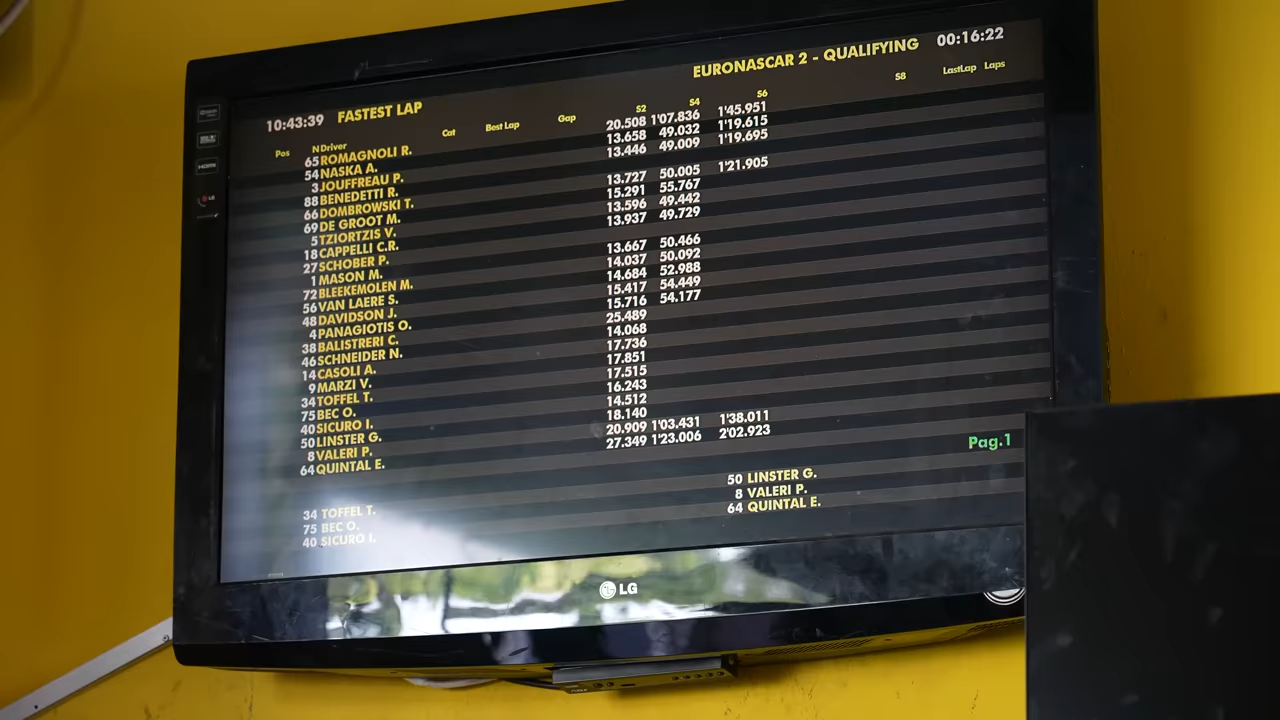 10:43:39 FASTEST LAP EURONASCAR 2 - QUALIFYING 00:16:22
Pos N Driver Cat Best Lap Gap S2 S4 S6 S8 LastLap Laps
65 ROMAGNOLI R. 20.508 1'07.836 1'45.951
54 NASKA A. 13.658 49.032 1'19.615
3 JOUFFREAU P. 13.446 49.009 1'19.695
88 BENEDETTI R.
66 DOMBROWSKI T. 13.727 50.005 1'21.905
69 DE GROOT M. 15.291 55.767
5 TZIORTZIS V. 13.596 49.442
18 CAPPELLI C.R. 13.937 49.729
27 SCHOBER P.
1 MASON M. 13.667 50.466
72 BLEEKEMOLEN M. 14.037 50.092
56 VAN LAERE S. 14.684 52.988
48 DAVIDSON J. 15.417 54.449
4 PANAGIOTIS O. 15.716 54.177
38 BALISTRERI C. 25.489
46 SCHNEIDER N. 14.068
14 CASOLI A. 17.736
9 MARZI V. 17.851
34 TOFFEL T. 17.515
75 BEC O. 16.243
40 SICURO I. 14.512
50 LINSTER G. 18.140
8 VALERI P. 20.909 1'03.431 1'38.011
64 QUINTAL E. 27.349 1'23.006 2'02.923
Pag.1
34 TOFFEL T. 50 LINSTER G.
75 BEC O. 8 VALERI P.
40 SICURO I. 64 QUINTAL E.
LG